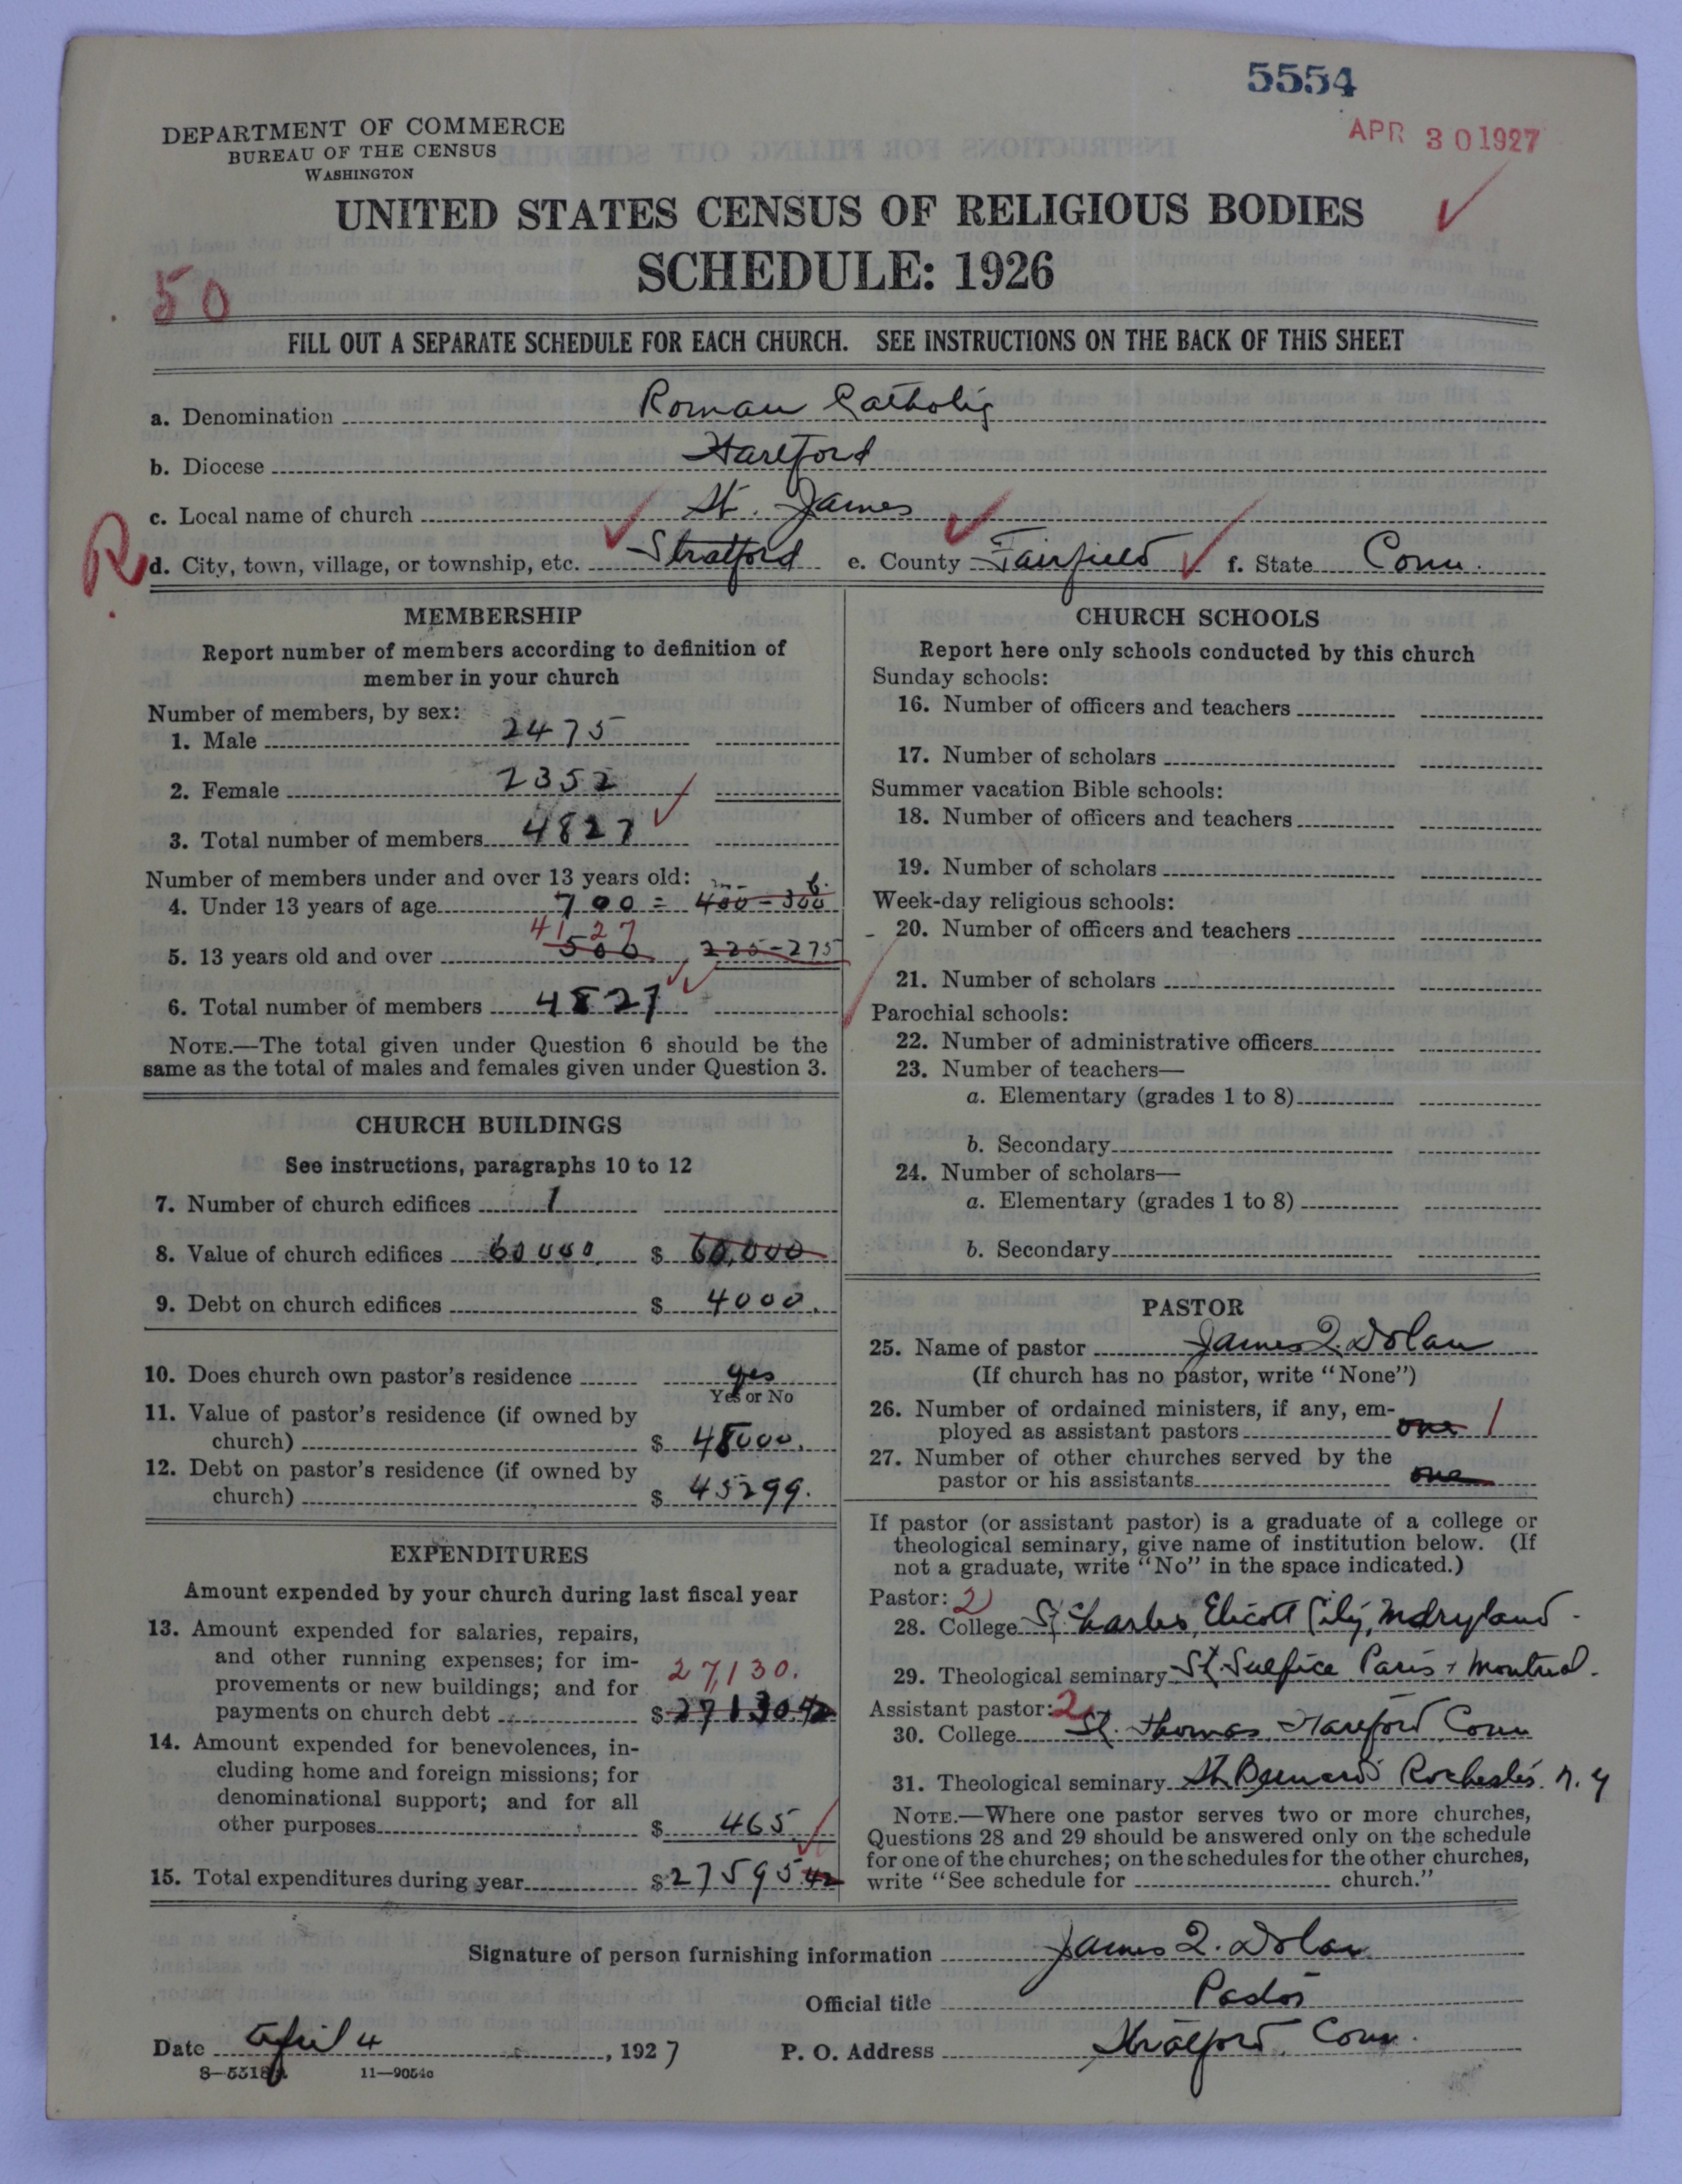 5554
APR 30 1927
DEPARTMENT OF COMMERCE
BUREAU OF THE CENSUS
WASHINGTON
UNITED STATES CENSUS OF RELIGIOUS BODIES
SCHEDULE: 1926
50
FILL OUT A SEPARATE SCHEDULE FOR EACH CHURCH. SEE INSTRUCTIONS ON THE BACK OF THIS SHEET
a. Denomination Roman Catholic
b. Diocese Hartford
c. Local name of church St. James
R d. City, town, village, or township, etc. Stratford e. County Fairfield f. State Conn.
MEMBERSHIP
Report number of members according to definition of
member in your church
Number of members, by sex:
1. Male 2475
2. Female 2352
3. Total number of members 4827
Number of members under and over 13 years old:
4. Under 13 years of age 700 = 400 - 300
4127
5. 13 years old and over 500 225-275
6. Total number of members 4827
NOTE.—The total given under Question 6 should be the
same as the total of males and females given under Question 3.
CHURCH BUILDINGS
See instructions, paragraphs 10 to 12
7. Number of church edifices 1
8. Value of church edifices 60000. $ 60,000
9. Debt on church edifices $ 4000.
10. Does church own pastor's residence yes
Yes or No
11. Value of pastor's residence (if owned by
church) $ 48000.
12. Debt on pastor's residence (if owned by
church) $ 45299.
EXPENDITURES
Amount expended by your church during last fiscal year
13. Amount expended for salaries, repairs,
and other running expenses; for im-
provements or new buildings; and for 27,130.
payments on church debt $ 27130.42
14. Amount expended for benevolences, in-
cluding home and foreign missions; for
denominational support; and for all
other purposes $ 465
15. Total expenditures during year $ 27595 42
CHURCH SCHOOLS
Report here only schools conducted by this church
Sunday schools:
16. Number of officers and teachers
17. Number of scholars
Summer vacation Bible schools:
18. Number of officers and teachers
19. Number of scholars
Week-day religious schools:
20. Number of officers and teachers
21. Number of scholars
Parochial schools:
22. Number of administrative officers
23. Number of teachers—
a. Elementary (grades 1 to 8)
b. Secondary
24. Number of scholars—
a. Elementary (grades 1 to 8)
b. Secondary
PASTOR
25. Name of pastor James Q. Dolan
(If church has no pastor, write "None")
26. Number of ordained ministers, if any, em-
ployed as assistant pastors one 1
27. Number of other churches served by the
pastor or his assistants one
If pastor (or assistant pastor) is a graduate of a college or
theological seminary, give name of institution below. (If
not a graduate, write "No" in the space indicated.)
Pastor: 2
28. College St Charles, Elicott City, Maryland.
29. Theological seminary St. Sulpice Paris + Montreal.
Assistant pastor: 2
30. College St. Thomas, Hartford Conn
31. Theological seminary St Bernard's Rochester N. Y
NOTE.—Where one pastor serves two or more churches,
Questions 28 and 29 should be answered only on the schedule
for one of the churches; on the schedules for the other churches,
write "See schedule for church."
Signature of person furnishing information James Q. Dolan
Official title Pastor
Date April 4, 1927 P. O. Address Stratford, Conn.
11—9054c